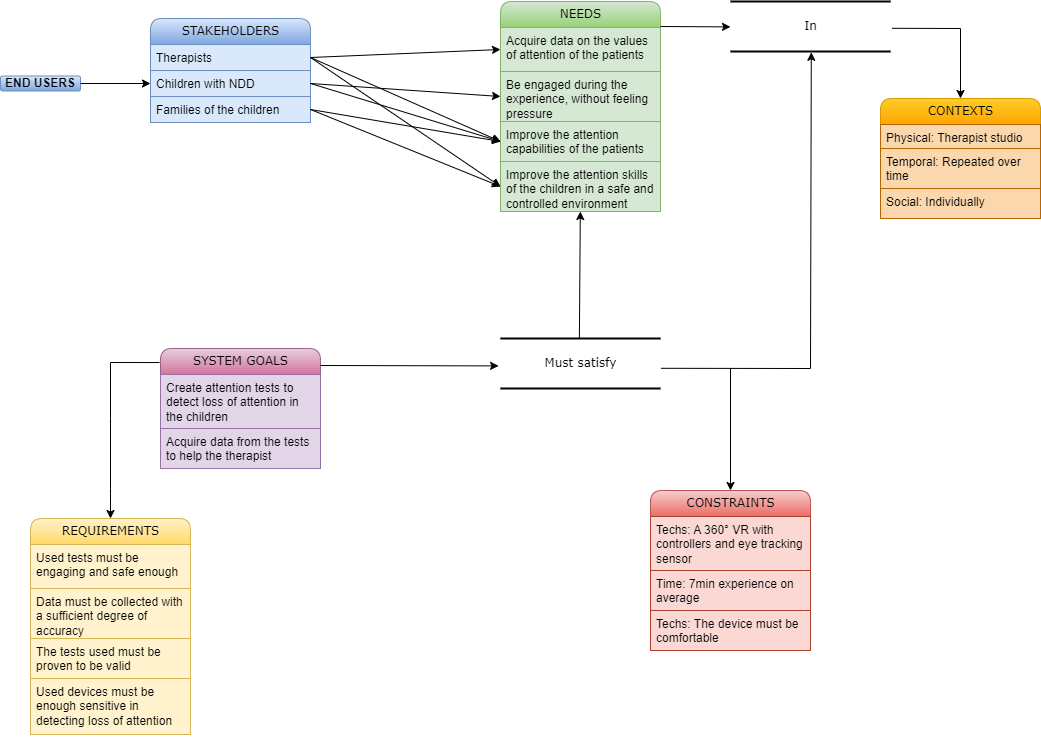 END USERS
STAKEHOLDERS
Therapists
Children with NDD
Families of the children
NEEDS
Acquire data on the values
of attention of the patients
Be engaged during the
experience, without feeling
pressure
Improve the attention
capabilities of the patients
Improve the attention skills
of the children in a safe and
controlled environment
In
CONTEXTS
Physical: Therapist studio
Temporal: Repeated over
time
Social: Individually
SYSTEM GOALS
Create attention tests to
detect loss of attention in
the children
Acquire data from the tests
to help the therapist
Must satisfy
REQUIREMENTS
Used tests must be
engaging and safe enough
Data must be collected with
a sufficient degree of
accuracy
The tests used must be
proven to be valid
Used devices must be
enough sensitive in
detecting loss of attention
CONSTRAINTS
Techs: A 360° VR with
controllers and eye tracking
sensor
Time: 7min experience on
average
Techs: The device must be
comfortable